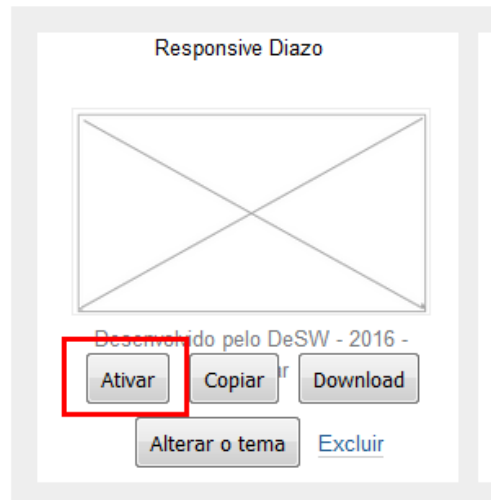 Responsive Diazo
Desenvolvido pelo DeSW - 2016 -
Ativar Copiar Download
Alterar o tema Excluir